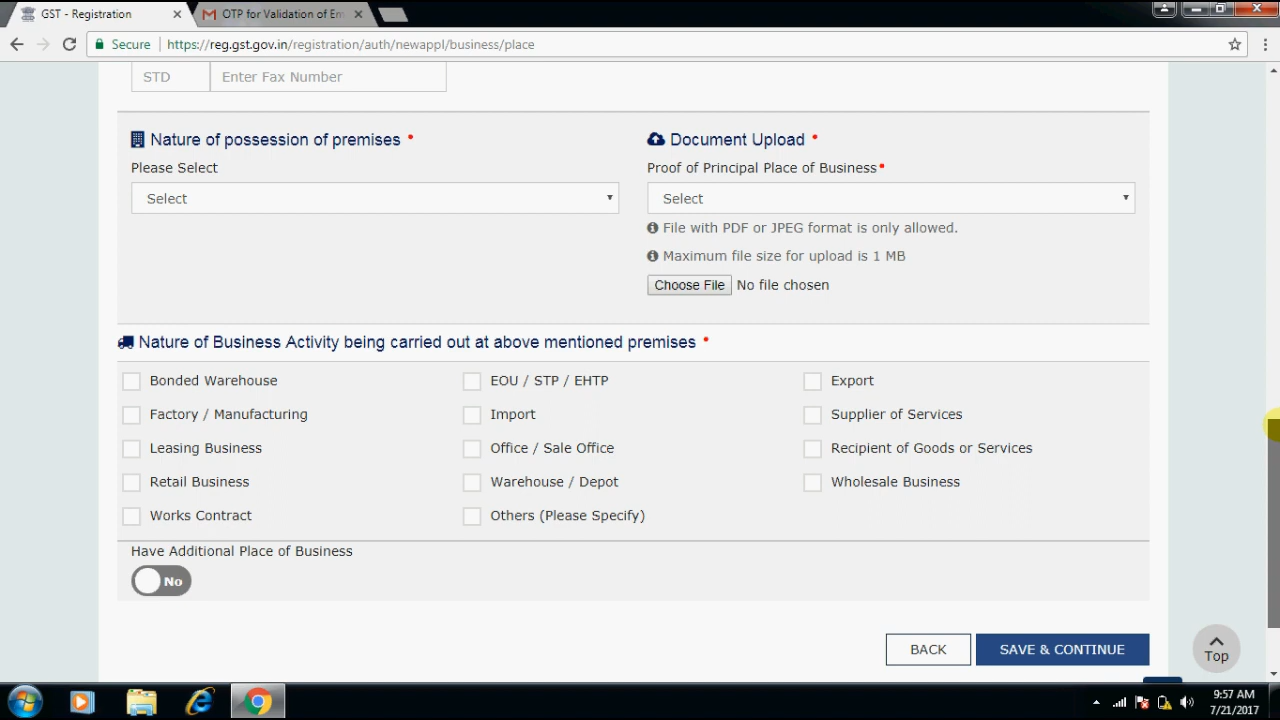 GST - Registration
OTP for Validation of Em
Secure
https://reg.gst.gov.in/registration/auth/newappl/business/place
STD
Enter Fax Number
Nature of possession of premises *
Document Upload *
Please Select
Proof of Principal Place of Business*
Select
Select
File with PDF or JPEG format is only allowed.
Maximum file size for upload is 1 MB
Choose File No file chosen
Nature of Business Activity being carried out at above mentioned premises *
Bonded Warehouse
EOU / STP / EHTP
Export
Factory / Manufacturing
Import
Supplier of Services
Leasing Business
Office / Sale Office
Recipient of Goods or Services
Retail Business
Warehouse / Depot
Wholesale Business
Works Contract
Others (Please Specify)
Have Additional Place of Business
No
BACK
SAVE & CONTINUE
Top
9:57 AM
7/21/2017